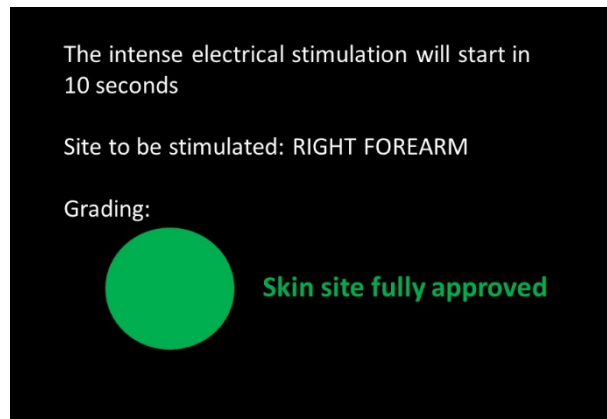 The intense electrical stimulation will start in
10 seconds
Site to be stimulated: RIGHT FOREARM
Grading:
Skin site fully approved